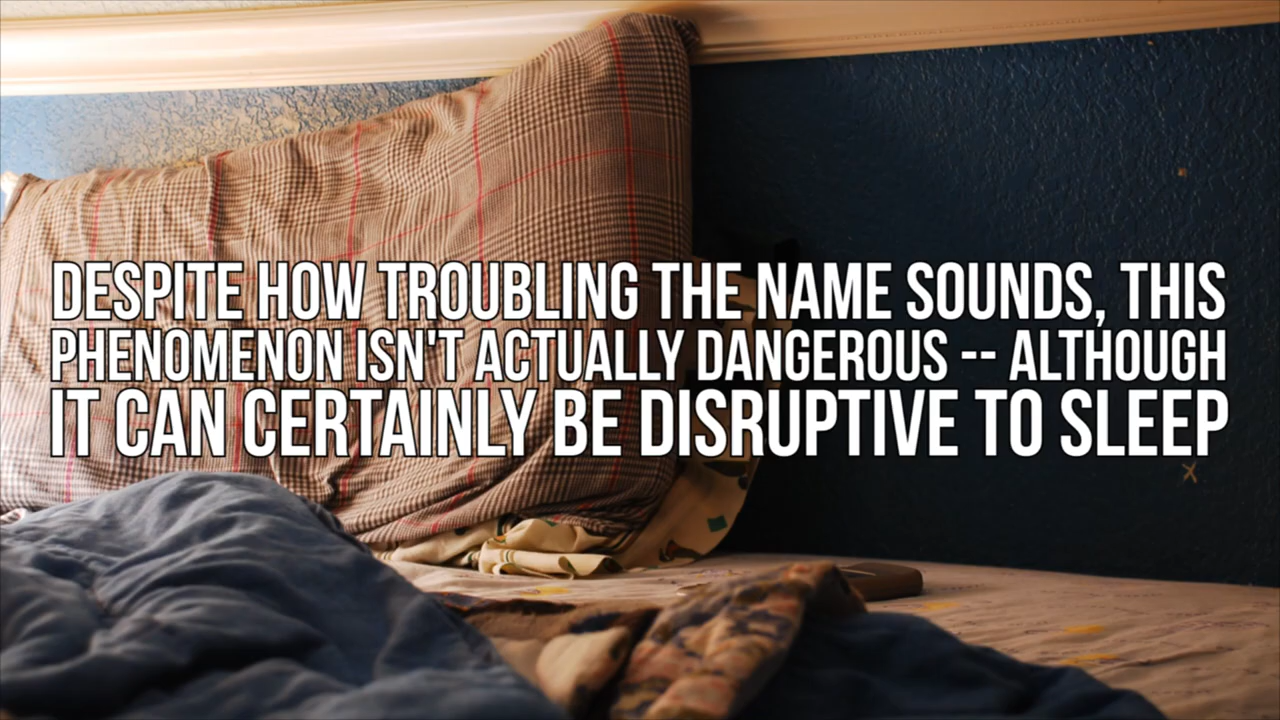 DESPITE HOW TROUBLING THE NAME SOUNDS, THIS
PHENOMENON ISN'T ACTUALLY DANGEROUS -- ALTHOUGH
IT CAN CERTAINLY BE DISRUPTIVE TO SLEEP